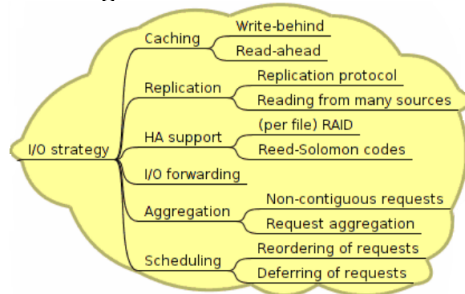 I/O strategy
Caching
Write-behind
Read-ahead
Replication
Replication protocol
Reading from many sources
HA support
(per file) RAID
Reed-Solomon codes
I/O forwarding
Aggregation
Non-contiguous requests
Request aggregation
Scheduling
Reordering of requests
Deferring of requests